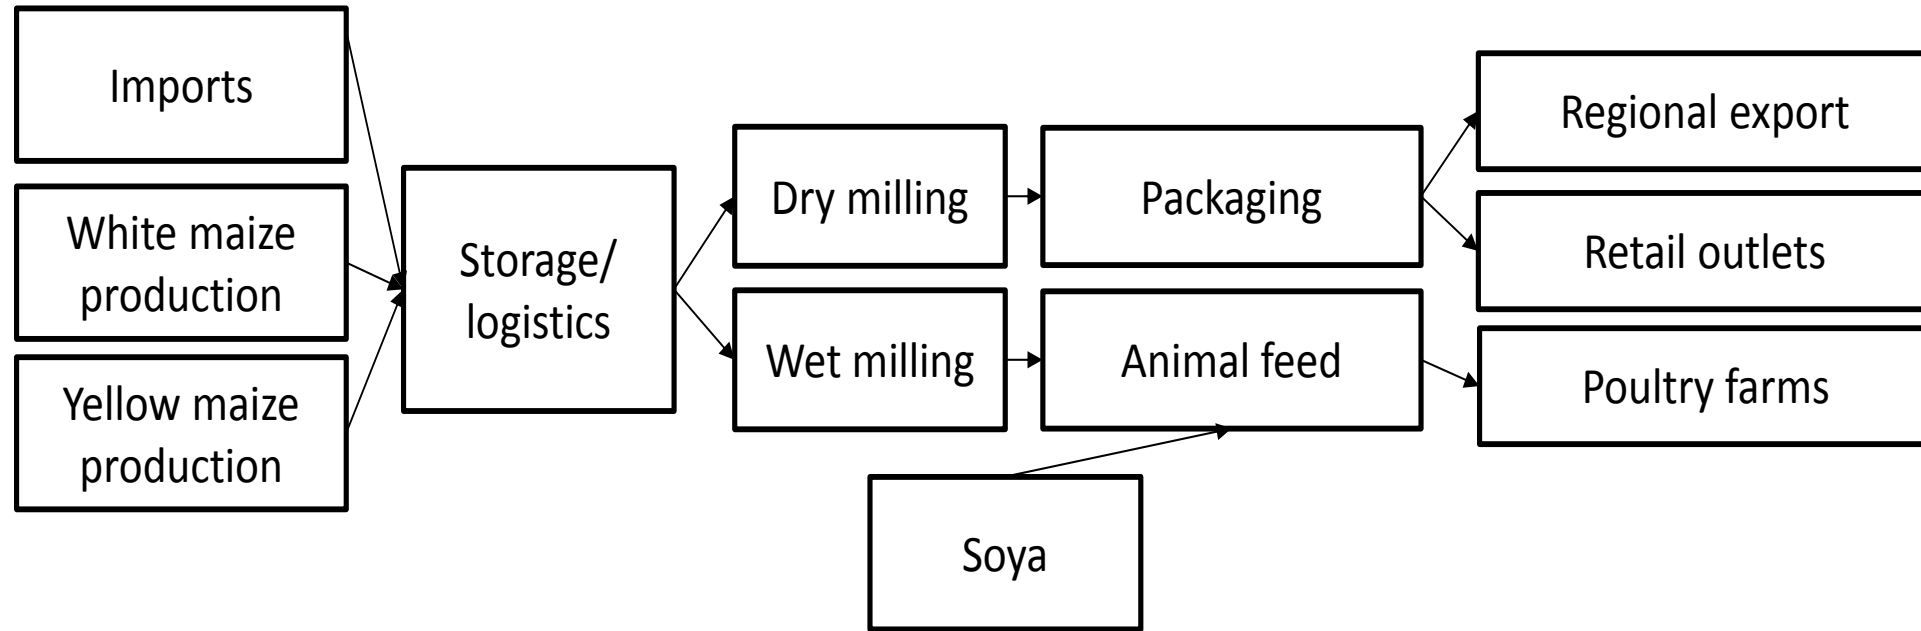 Imports
White maize
production
Yellow maize
production
Storage/
logistics
Dry milling
Wet milling
Packaging
Animal feed
Soya
Regional export
Retail outlets
Poultry farms